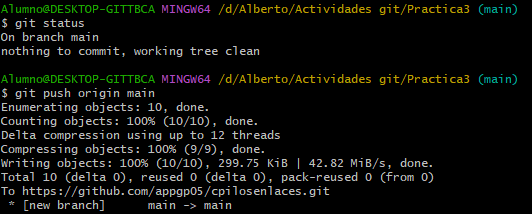 Alumno@DESKTOP-GITTBCA MINGW64 /d/Alberto/Actividades git/Practica3 (main)
$ git status
On branch main
nothing to commit, working tree clean
Alumno@DESKTOP-GITTBCA MINGW64 /d/Alberto/Actividades git/Practica3 (main)
$ git push origin main
Enumerating objects: 10, done.
Counting objects: 100% (10/10), done.
Delta compression using up to 12 threads
Compressing objects: 100% (9/9), done.
Writing objects: 100% (10/10), 299.75 KiB | 42.82 MiB/s, done.
Total 10 (delta 0), reused 0 (delta 0), pack-reused 0 (from 0)
To https://github.com/appgp05/cpilosenlaces.git
 * [new branch]      main -> main